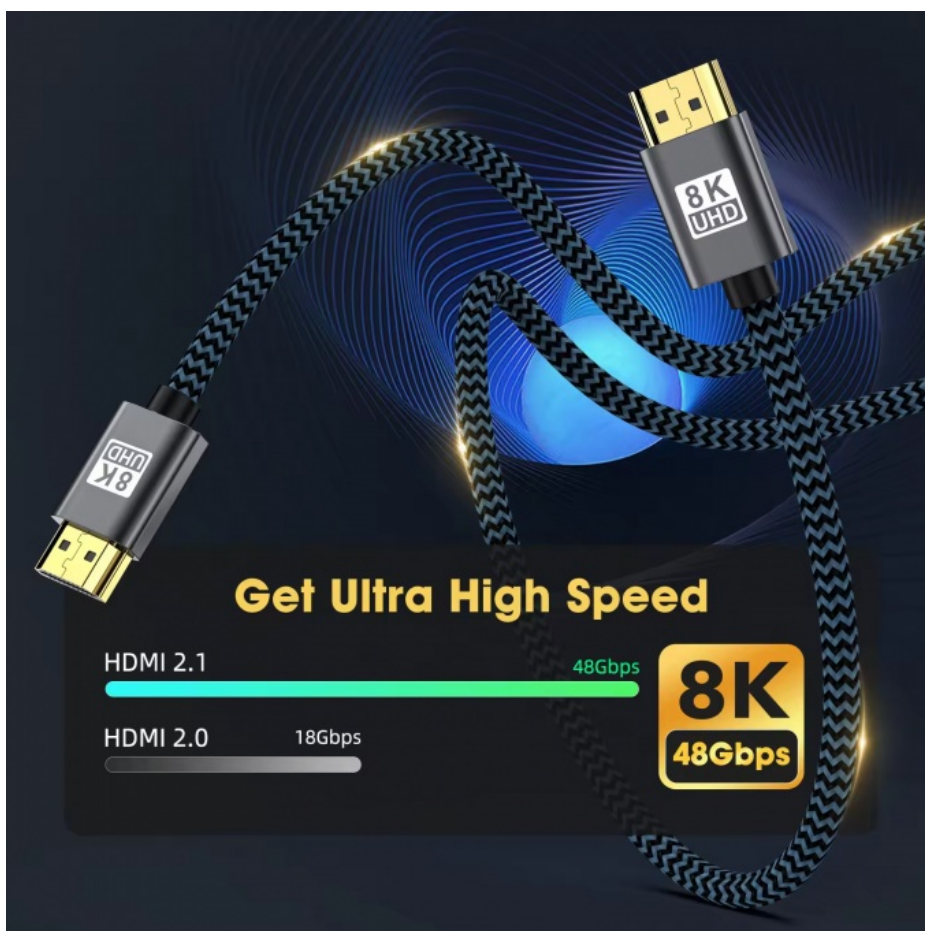 8K
UHD
8K
UHD
Get Ultra High Speed
HDMI 2.1
48Gbps
HDMI 2.0
18Gbps
8K
48Gbps